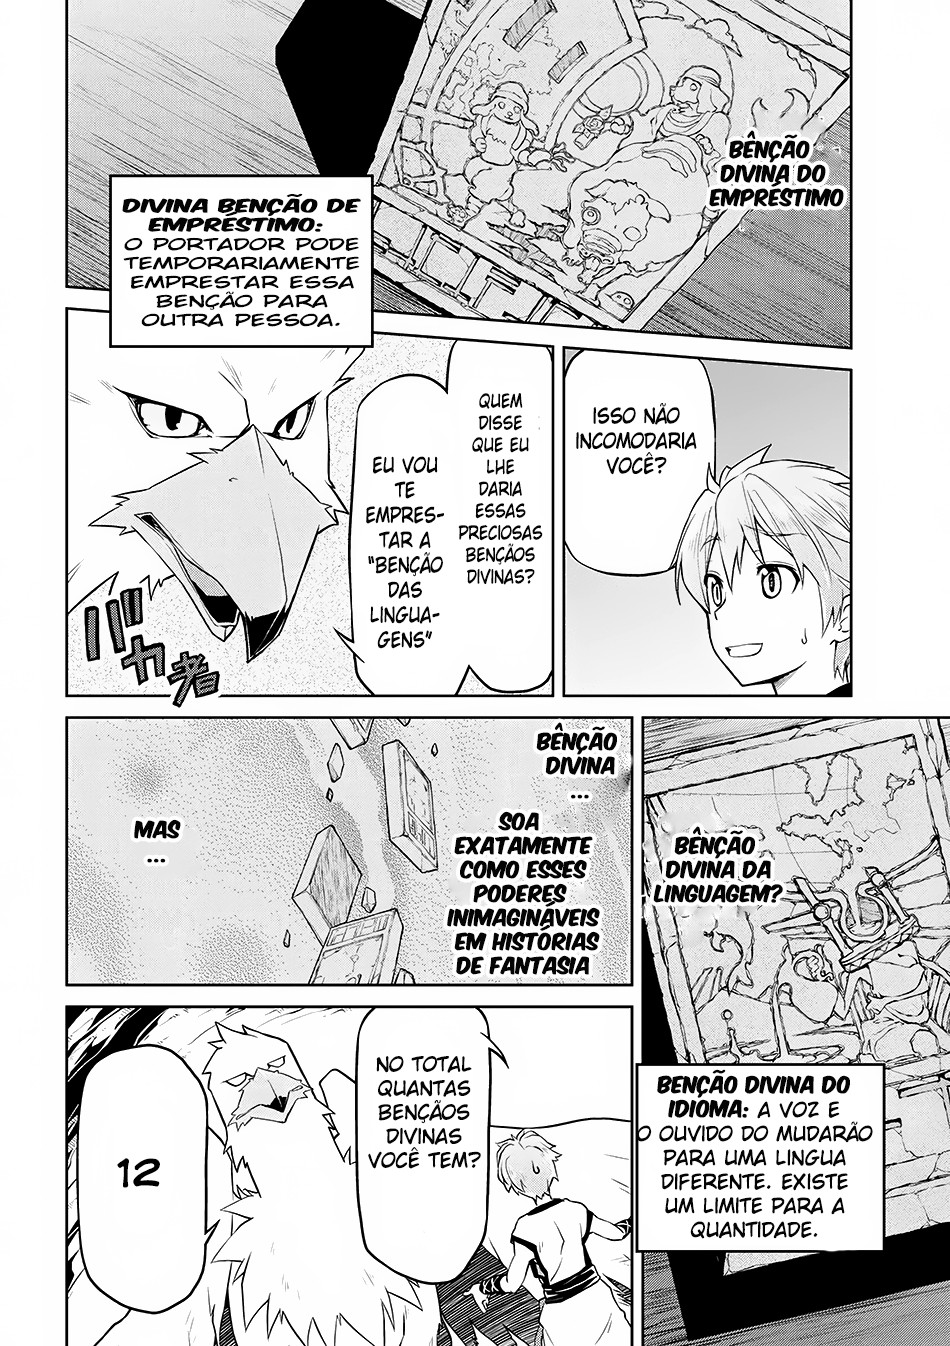 BÊNÇÃO
DIVINA DO
EMPRÉSTIMO
DIVINA BENÇÃO DE
EMPRÉSTIMO:
O PORTADOR PODE
TEMPORARIAMENTE
EMPRESTAR ESSA
BENÇÃO PARA
OUTRA PESSOA.
ISSO NÃO
INCOMODARIA
VOCÊ?
QUEM
DISSE
QUE EU
LHE
DARIA
ESSAS
PRECIOSAS
BENÇÃOS
DIVINAS?
EU VOU
TE
EMPRES-
TAR A
"BENÇÃO
DAS
LINGUA-
GENS"
バカ者
BÊNÇÃO
DIVINA DA
LINGUAGEM?
BENÇÃO DIVINA DO
IDIOMA: A VOZ E
O OUVIDO DO MUDARÃO
PARA UMA LINGUA
DIFERENTE. EXISTE
UM LIMITE PARA A
QUANTIDADE.
BÊNÇÃO
DIVINA
...
SOA
EXATAMENTE
COMO ESSES
PODERES
INIMAGINÁVEIS
EM HISTÓRIAS
DE FANTASIA
MAS
...
NO TOTAL
QUANTAS
BENÇÃOS
DIVINAS
VOCÊ TEM?
12